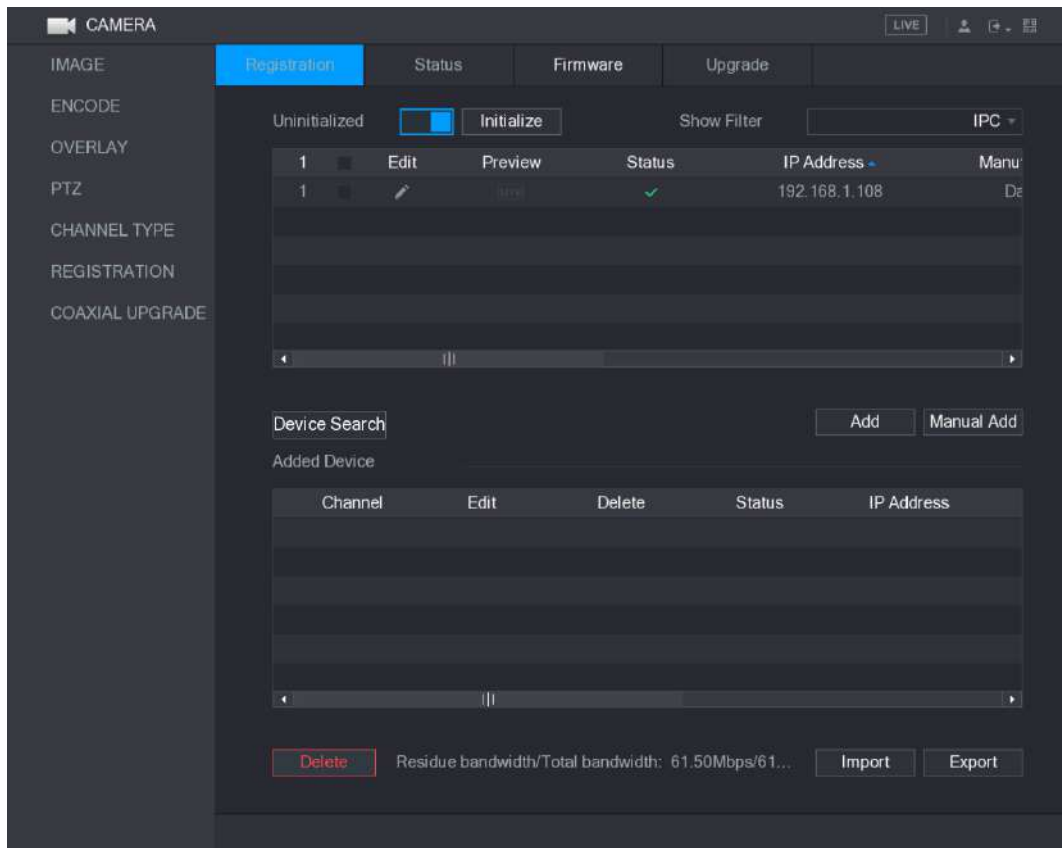 CAMERA
LIVE
IMAGE
ENCODE
OVERLAY
PTZ
CHANNEL TYPE
REGISTRATION
COAXIAL UPGRADE
Registration Status Firmware Upgrade
Uninitialized Initialize Show Filter IPC
1 Edit Preview Status IP Address Manu
1 192.168.1.108 Da
Device Search Add Manual Add
Added Device
Channel Edit Delete Status IP Address
Delete Residue bandwidth/Total bandwidth: 61.50Mbps/61... Import Export